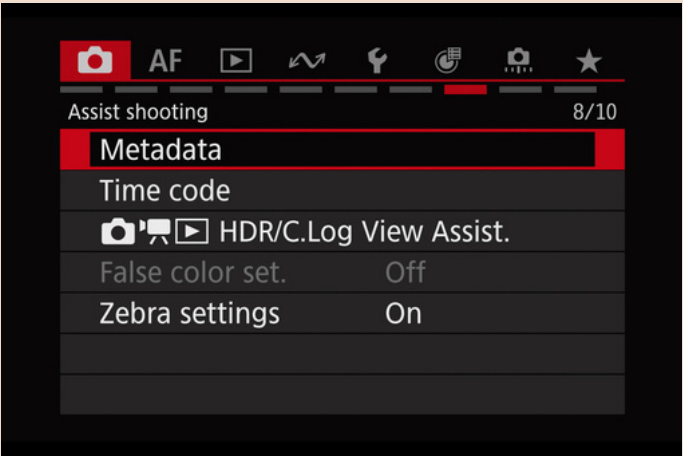 AF
Assist shooting 8/10
Metadata
Time code
HDR/C.Log View Assist.
False color set. Off
Zebra settings On